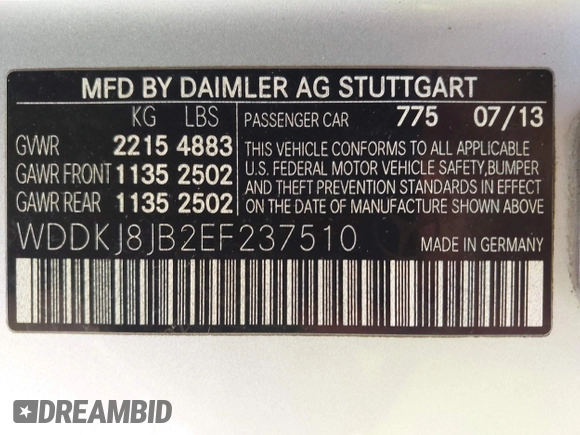 MFD BY DAIMLER AG STUTTGART
KG LBS
GVWR 2215 4883
GAWR FRONT 1135 2502
GAWR REAR 1135 2502
PASSENGER CAR 775 07/13
THIS VEHICLE CONFORMS TO ALL APPLICABLE
U.S. FEDERAL MOTOR VEHICLE SAFETY, BUMPER
AND THEFT PREVENTION STANDARDS IN EFFECT
ON THE DATE OF MANUFACTURE SHOWN ABOVE.
WDDKJ8JB2EF237510 MADE IN GERMANY
DREAMBID